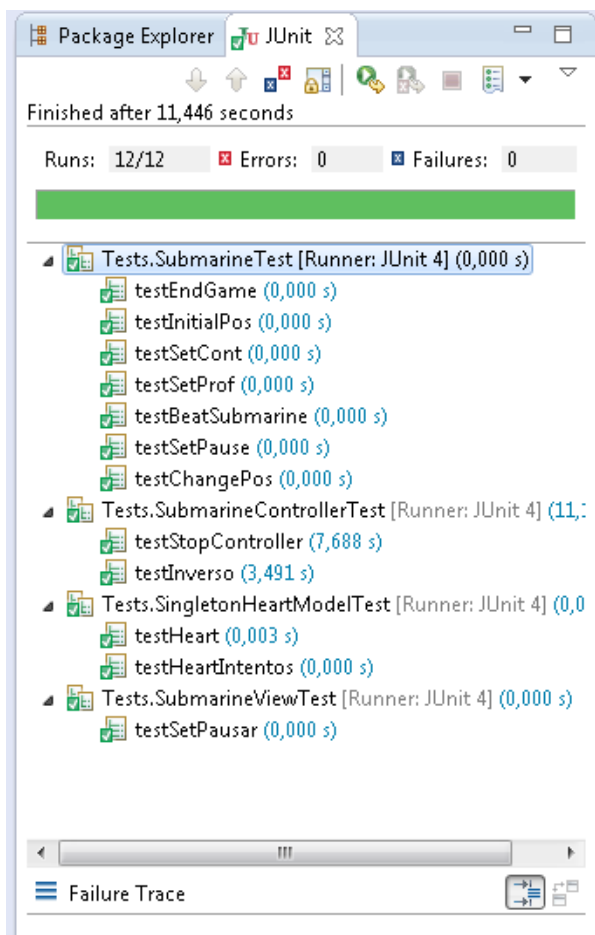 Package Explorer JUnit
Finished after 11,446 seconds
Runs: 12/12 Errors: 0 Failures: 0
Tests.SubmarineTest [Runner: JUnit 4] (0,000 s)
testEndGame (0,000 s)
testInitialPos (0,000 s)
testSetCont (0,000 s)
testSetProf (0,000 s)
testBeatSubmarine (0,000 s)
testSetPause (0,000 s)
testChangePos (0,000 s)
Tests.SubmarineControllerTest [Runner: JUnit 4] (11,1
testStopController (7,688 s)
testInverso (3,491 s)
Tests.SingletonHeartModelTest [Runner: JUnit 4] (0,0
testHeart (0,003 s)
testHeartIntentos (0,000 s)
Tests.SubmarineViewTest [Runner: JUnit 4] (0,000 s)
testSetPausar (0,000 s)
Failure Trace